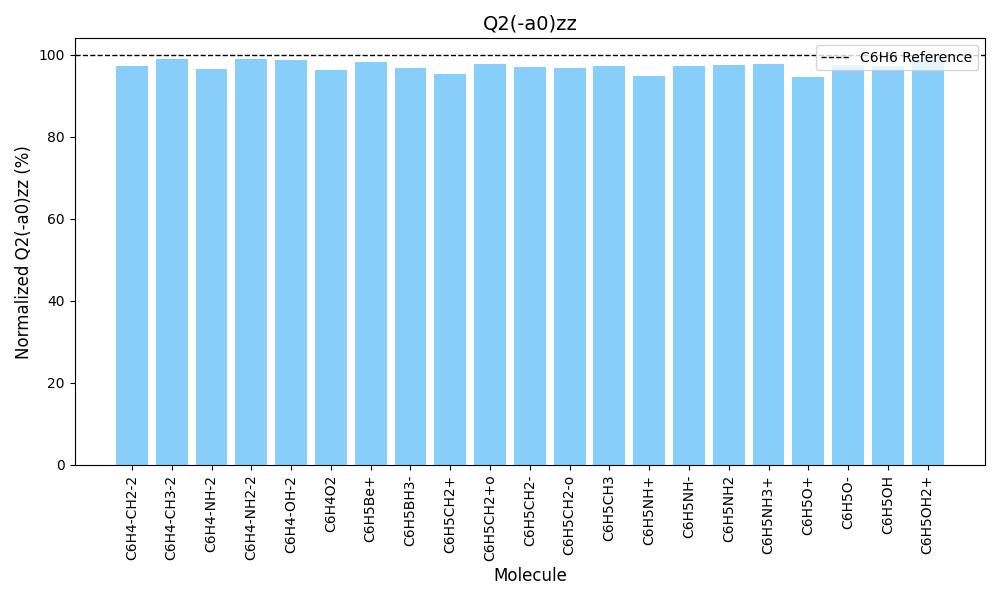 Q2(-a0)zz
C6H6 Reference
Normalized Q2(-a0)zz (%)
100
80
60
40
20
0
C6H4-CH2-2
C6H4-CH3-2
C6H4-NH-2
C6H4-NH2-2
C6H4-OH-2
C6H4O2
C6H5Be+
C6H5BH3-
C6H5CH2+
C6H5CH2+o
C6H5CH2-
C6H5CH2-o
C6H5CH3
C6H5NH+
C6H5NH-
C6H5NH2
C6H5NH3+
C6H5O+
C6H5O-
C6H5OH
C6H5OH2+
Molecule